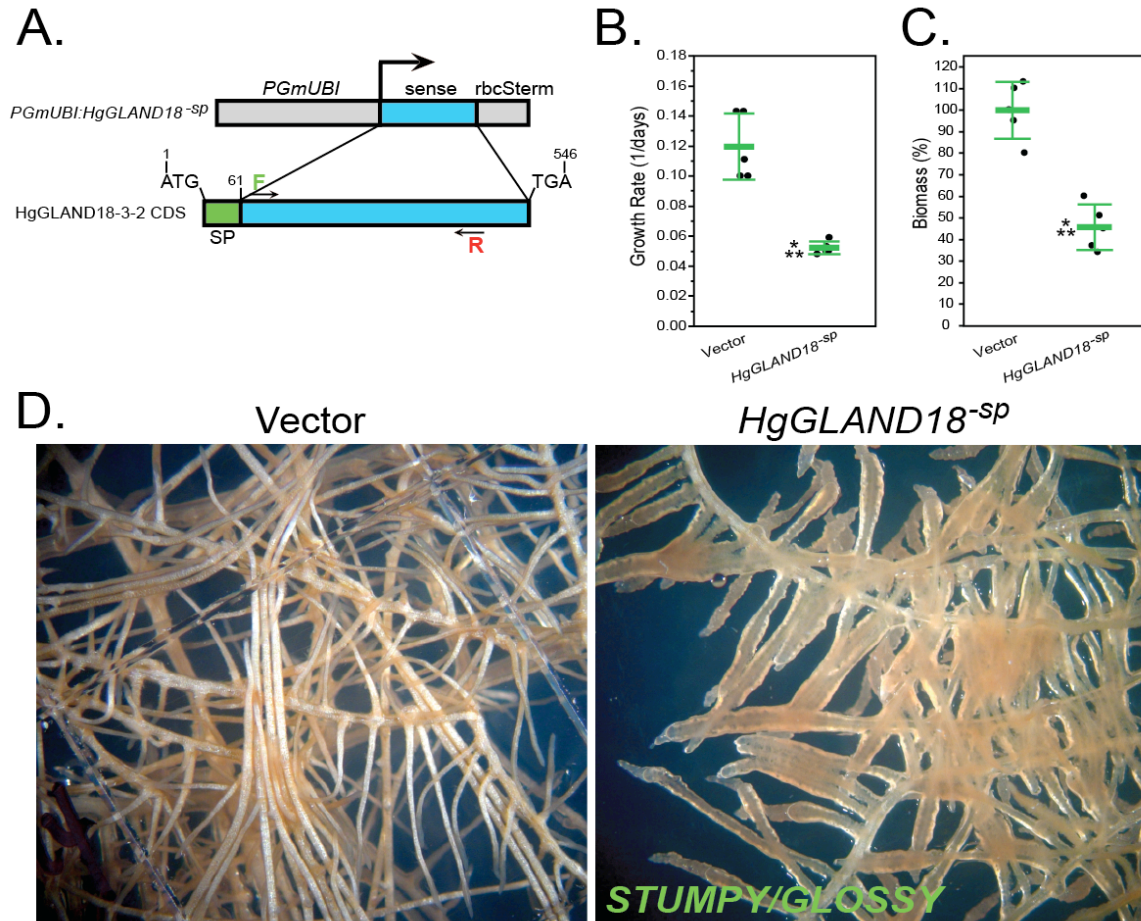 A.
PGmUBI sense rbcSterm
PGmUBI:HgGLAND18-sp
1 546
ATG 61 F TGA
HgGLAND18-3-2 CDS
SP R
B.
0.18
0.16
0.14
0.12
0.10
0.08
0.06
0.04
0.02
0.00
Growth Rate (1/days)
*
**
Vector
HgGLAND18-sp
C.
120
110
100
90
80
70
60
50
40
30
20
10
0
Biomass (%)
*
**
Vector
HgGLAND18-sp
D.
Vector HgGLAND18-sp
STUMPY/GLOSSY